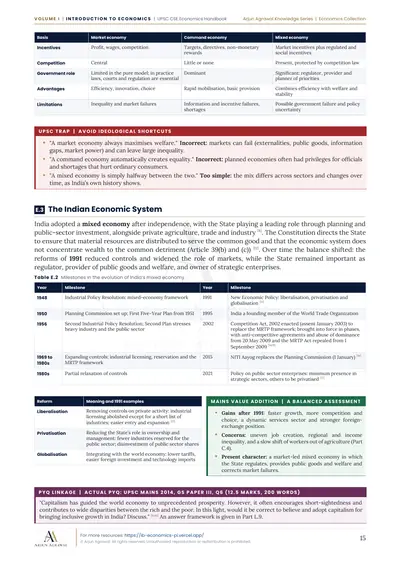 VOLUME I | INTRODUCTION TO ECONOMICS | UPSC CSE Economics Handbook
Arjun Agrawal Knowledge Series | Economics Collection
Basis Market economy Command economy Mixed economy
Incentives Profit, wages, competition Targets, directives, non-monetary Market incentives plus regulated and
rewards social incentives.
Competition Central Little or none Present, protected by competition law
Government role Limited in the pure model; in practice Dominant Significant: regulator, provider and
laws, courts and regulation are essential planner of priorities
Advantages Efficiency, innovation, choice Rapid mobilisation, basic provision Combines efficiency with welfare and
stability
Limitations Inequality and market failures Information and incentive failures, Possible government failure and policy
shortages uncertainty
UPSC TRAP | AVOID IDEOLOGICAL SHORTCUTS
• "A market economy always maximises welfare." Incorrect: markets can fail (externalities, public goods, information
gaps, market power) and can leave large inequality.
• "A command economy automatically creates equality." Incorrect: planned economies often had privileges for officials
and shortages that hurt ordinary consumers.
• "A mixed economy is simply halfway between the two." Too simple: the mix differs across sectors and changes over
time, as India's history shows.
E.3 The Indian Economic System
India adopted a mixed economy after independence, with the State playing a leading role through planning and
public-sector investment, alongside private agriculture, trade and industry. The Constitution directs the State
to ensure that material resources are distributed to serve the common good and that the economic system does
not concentrate wealth to the common detriment (Article 39(b) and (c)). Over time the balance shifted: the
reforms of 1991 reduced controls and widened the role of markets, while the State remained important as
regulator, provider of public goods and welfare, and owner of strategic enterprises.
Table E.2 Milestones in the evolution of India's mixed economy.
Year Milestone Year Milestone
1948 Industrial Policy Resolution: mixed-economy framework 1991 New Economic Policy: liberalisation, privatisation and
globalisation
1950 Planning Commission set up; First Five-Year Plan from 1951 1995 India a founding member of the World Trade Organization
1956 Second Industrial Policy Resolution; Second Plan stresses 2002 Competition Act, 2002 enacted (assent January 2003) to
heavy industry and the public sector replace the MRTP framework; brought into force in phases,
with anti-competitive agreements and abuse of dominance
from 20 May 2009 and the MRTP Act repealed from 1
September 2009
1969 to Expanding controls: industrial licensing, reservation and the 2015 NITI Aayog replaces the Planning Commission (1 January)
1980s MRTP framework
1980s Partial relaxation of controls 2021 Policy on public sector enterprises: minimum presence in
strategic sectors, others to be privatised
Reform Meaning and 1991 examples
Liberalisation Removing controls on private activity: industrial
licensing abolished except for a short list of
industries; easier entry and expansion
Privatisation Reducing the State's role in ownership and
management: fewer industries reserved for the
public sector; disinvestment of public sector shares
Globalisation Integrating with the world economy: lower tariffs,
easier foreign investment and technology imports
MAINS VALUE ADDITION | A BALANCED ASSESSMENT
• Gains after 1991: faster growth, more competition and
choice, a dynamic services sector and stronger foreign-
exchange position.
• Concerns: uneven job creation, regional and income
inequality, and a slow shift of workers out of agriculture (Part
C.8).
• Present character: a market-led mixed economy in which
the State regulates, provides public goods and welfare and
corrects market failures.
PYQ LINKAGE | ACTUAL PYQ: UPSC MAINS 2014, GS PAPER III, Q6 (12.5 MARKS, 200 WORDS)
"Capitalism has guided the world economy to unprecedented prosperity. However, it often encourages short-sightedness and
contributes to wide disparities between the rich and the poor. In this light, would it be correct to believe and adopt capitalism for
bringing inclusive growth in India? Discuss." An answer framework is given in Part L.9.
ARJUN AGRAWAL
For more resources: https://ib-economics-pi.vercel.app/
© Arjun Agrawal. All rights reserved. Unauthorised reproduction or redistribution is prohibited.
15